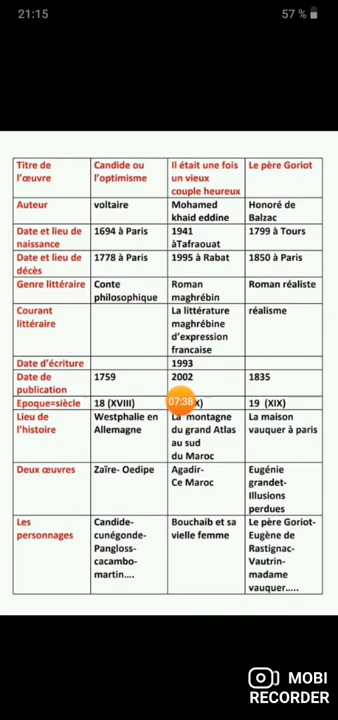 21:15
57 %
Titre de
l'œuvre
Candide ou
l'optimisme
Il était une fois
un vieux
couple heureux
Le père Goriot
Auteur
voltaire
Mohamed
khaid eddine
Honoré de
Balzac
Date et lieu de
naissance
1694 à Paris
1941
àTafraouat
1799 à Tours
Date et lieu de
décès
1778 à Paris
1995 à Rabat
1850 à Paris
Genre littéraire
Conte
philosophique
Roman
maghrébin
Roman réaliste
Courant
littéraire
La littérature
maghrébine
d'expression
francaise
réalisme
Date d'écriture
1993
Date de
publication
1759
2002
1835
Epoque=siècle
18 (XVIII)
07:38
X)
19 (XIX)
Lieu de
l'histoire
Westphalie en
Allemagne
La montagne
du grand Atlas
au sud
du Maroc
La maison
vauquer à paris
Deux œuvres
Zaïre- Oedipe
Agadir-
Ce Maroc
Eugénie
grandet-
Illusions
perdues
Les
personnages
Candide-
cunégonde-
Pangloss-
cacambo-
martin....
Bouchaib et sa
vielle femme
Le père Goriot-
Eugène de
Rastignac-
Vautrin-
madame
vauquer.....
MOBI
RECORDER